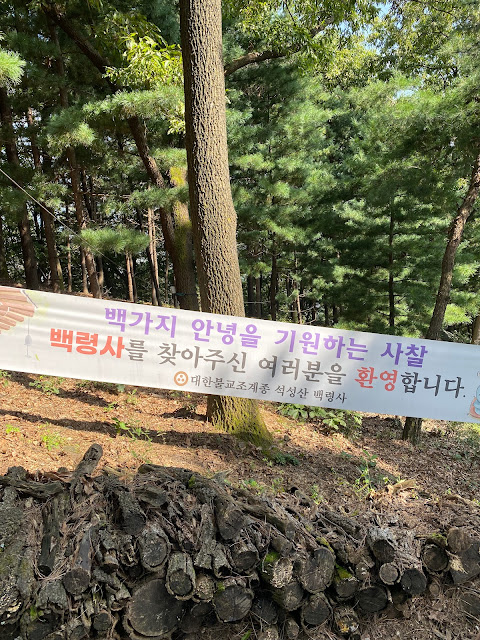 백가지 안녕을 기원하는 사찰
백령사를 찾아주신 여러분을 환영합니다.
대한불교조계종 석성산 백령사